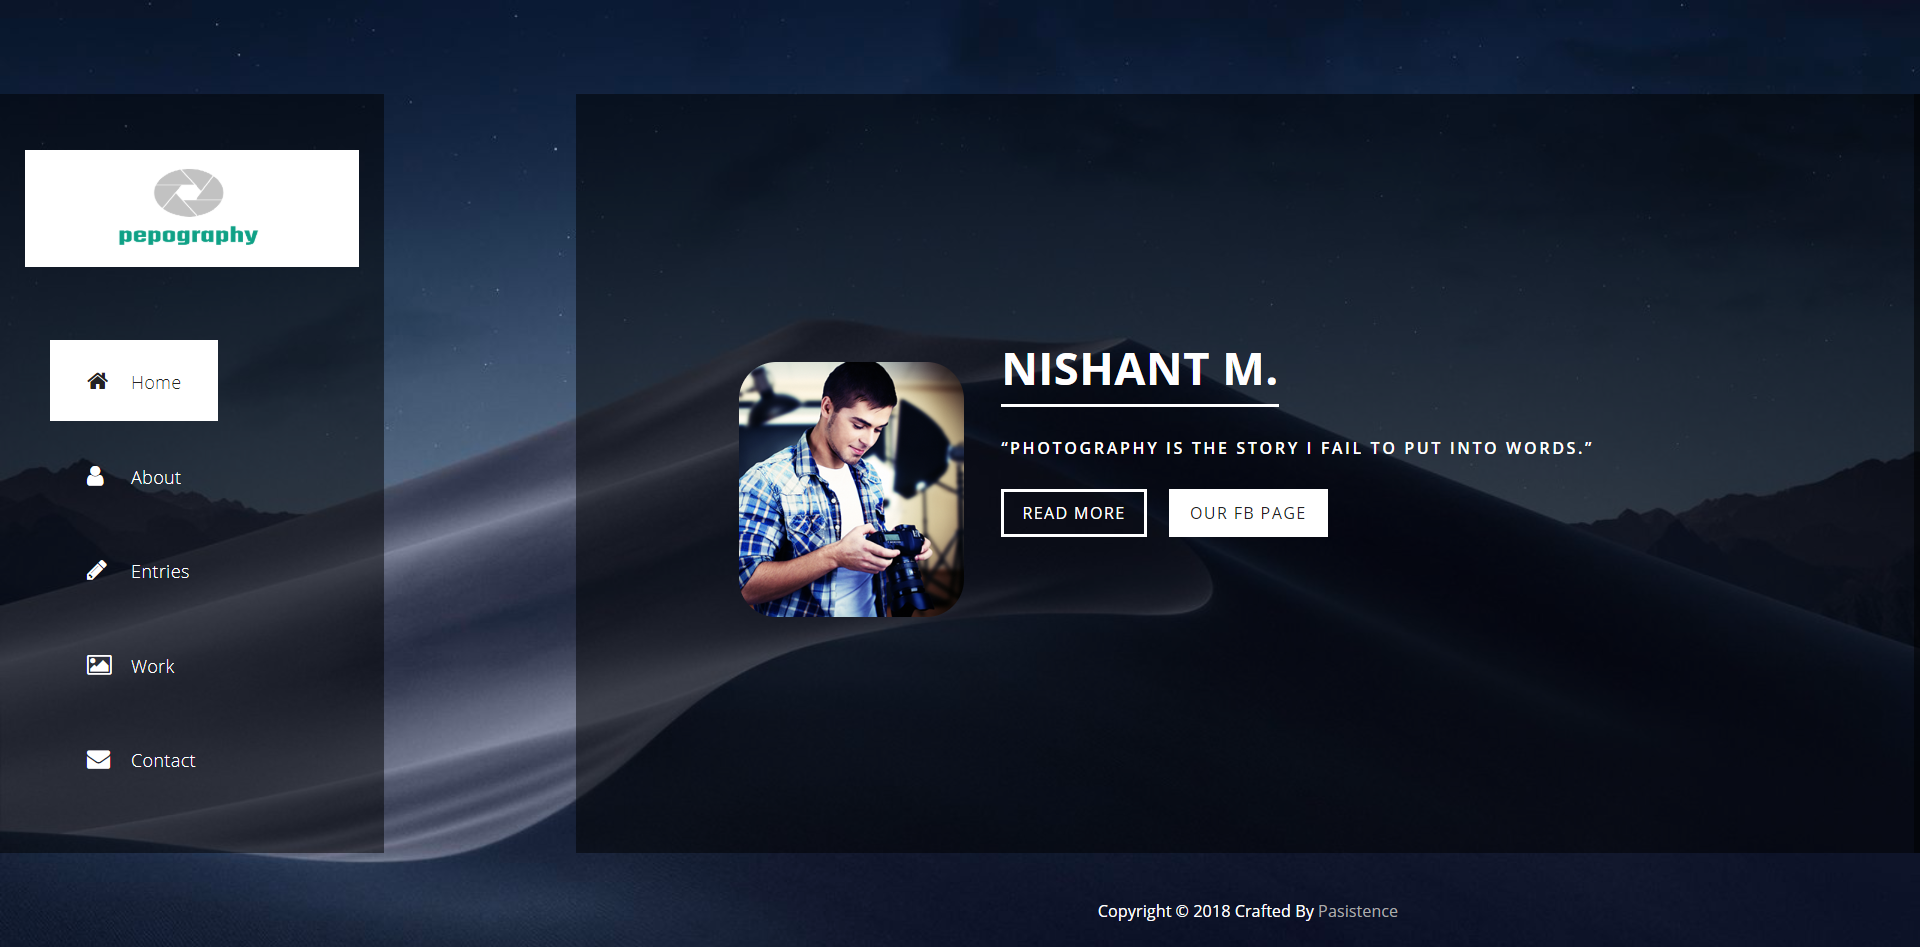 pepography
Home
About
Entries
Work
Contact
NISHANT M.
“PHOTOGRAPHY IS THE STORY I FAIL TO PUT INTO WORDS.”
READ MORE
OUR FB PAGE
Copyright © 2018 Crafted By Pasistence